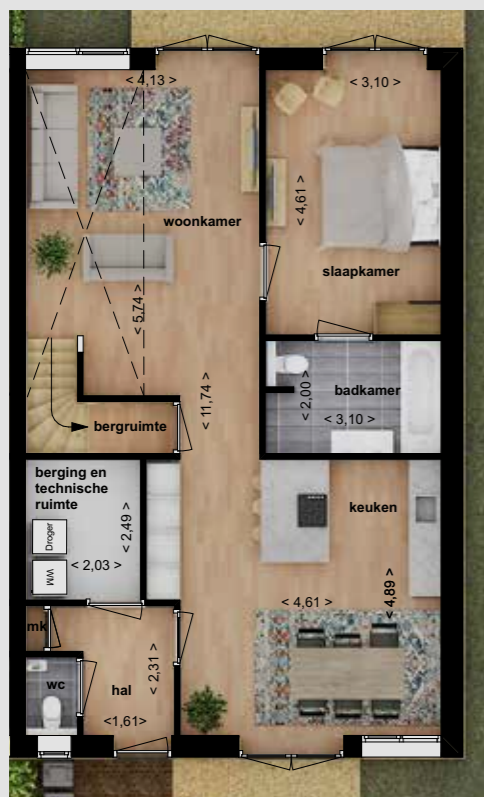 < 4,13 >
< 3,10 >
< 4,61 >
woonkamer
slaapkamer
< 5,74 >
< 11,74 >
< 2,00 >
badkamer
< 3,10 >
bergruimte
berging en
technische
ruimte
Droger
WM
< 2,49 >
< 2,03 >
keuken
< 4,61 >
< 4,89 >
mk
wc
hal
< 2,31 >
<1,61>